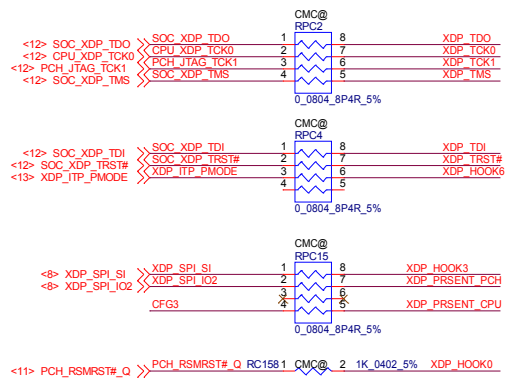 CMC@
RPC2
<12> SOC_XDP_TDO SOC_XDP_TDO 1 8 XDP_TDO
<12> CPU_XDP_TCK0 CPU_XDP_TCK0 2 7 XDP_TCK0
<12> PCH_JTAG_TCK1 PCH_JTAG_TCK1 3 6 XDP_TCK1
<12> SOC_XDP_TMS SOC_XDP_TMS 4 5 XDP_TMS
0_0804_8P4R_5%
CMC@
RPC4
<12> SOC_XDP_TDI SOC_XDP_TDI 1 8 XDP_TDI
<12> SOC_XDP_TRST# SOC_XDP_TRST# 2 7 XDP_TRST#
<13> XDP_ITP_PMODE XDP_ITP_PMODE 3 6 XDP_HOOK6
4 5
0_0804_8P4R_5%
CMC@
RPC15
<8> XDP_SPI_SI XDP_SPI_SI 1 8 XDP_HOOK3
<8> XDP_SPI_IO2 XDP_SPI_IO2 2 7 XDP_PRSENT_PCH
3 6
CFG3 4 5 XDP_PRSENT_CPU
0_0804_8P4R_5%
<11> PCH_RSMRST#_Q PCH_RSMRST#_Q RC158 1 CMC@ 2 1K_0402_5% XDP_HOOK0